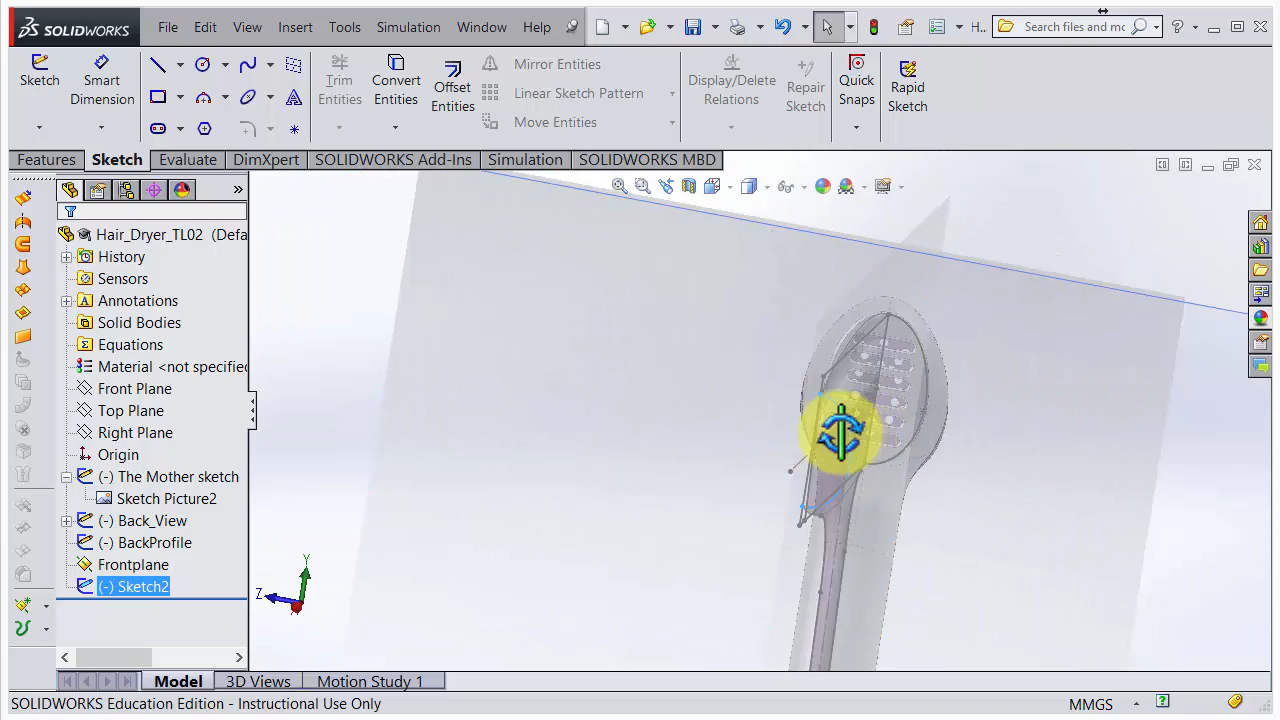 SOLIDWORKS File Edit View Insert Tools Simulation Window Help H... Search files and mc
Sketch Smart Dimension Trim Entities Convert Entities Offset Entities Mirror Entities Display/Delete Relations Repair Sketch Quick Snaps Rapid Sketch
Linear Sketch Pattern
Move Entities
Features Sketch Evaluate DimXpert SOLIDWORKS Add-Ins Simulation SOLIDWORKS MBD
Hair_Dryer_TL02 (Defa
History
Sensors
Annotations
Solid Bodies
Equations
Material <not specified
Front Plane
Top Plane
Right Plane
Origin
(-) The Mother sketch
Sketch Picture2
(-) Back_View
(-) BackProfile
Frontplane
(-) Sketch2
Y
Z
Model 3D Views Motion Study 1
SOLIDWORKS Education Edition - Instructional Use Only MMGS